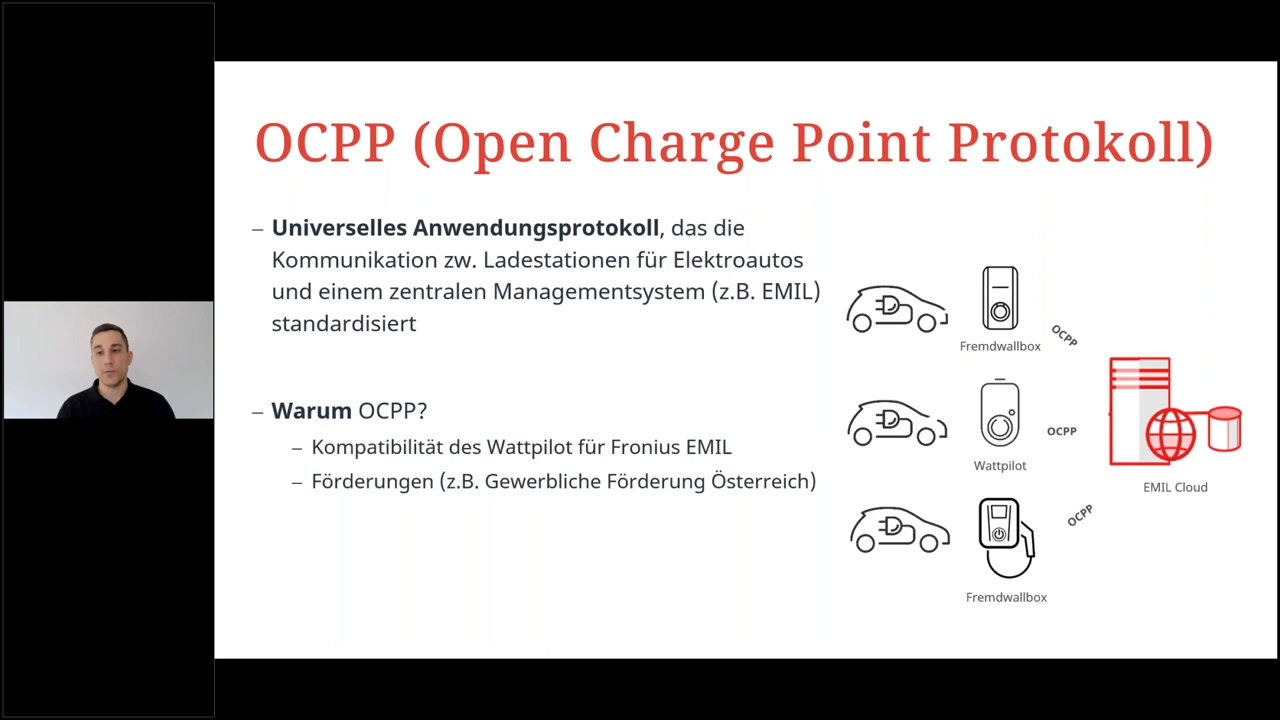 OCPP (Open Charge Point Protokoll)
– Universelles Anwendungsprotokoll, das die
Kommunikation zw. Ladestationen für Elektroautos
und einem zentralen Managementsystem (z.B. EMIL)
standardisiert
– Warum OCPP?
– Kompatibilität des Wattpilot für Fronius EMIL
– Förderungen (z.B. Gewerbliche Förderung Österreich)
Fremdwallbox
OCPP
Wattpilot
OCPP
EMIL Cloud
OCPP
Fremdwallbox